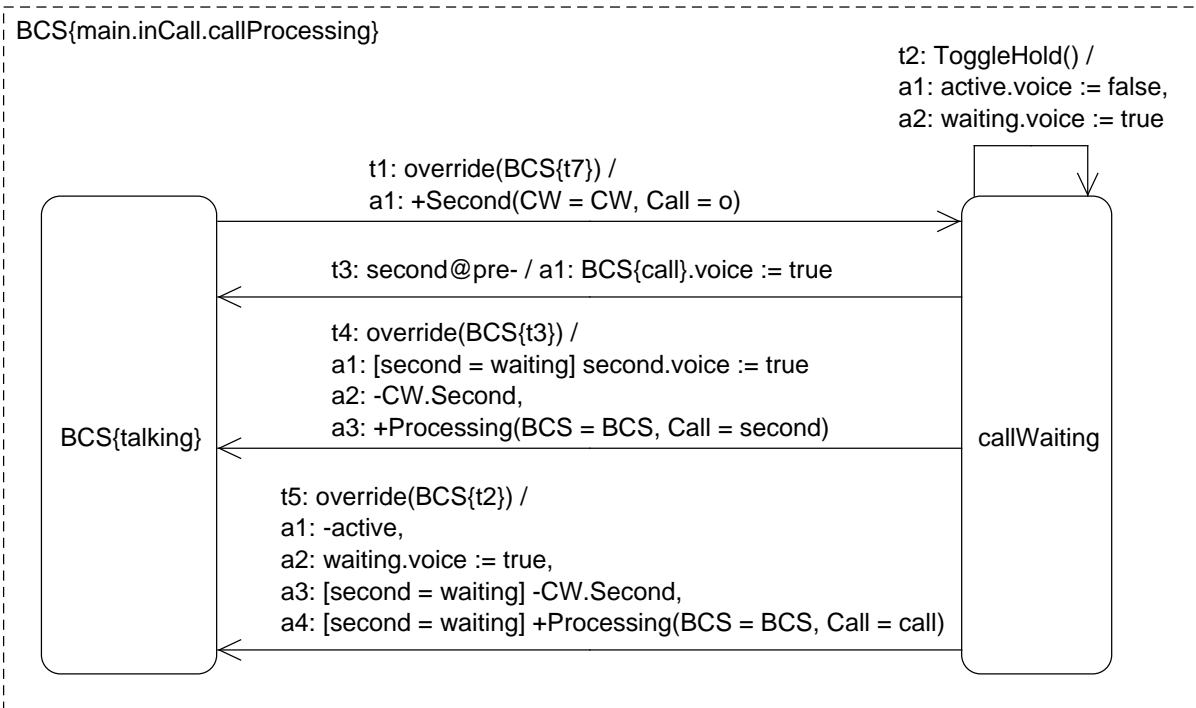 BCS{main.inCall.callProcessing}
t2: ToggleHold() /
a1: active.voice := false,
a2: waiting.voice := true
t1: override(BCS{t7}) /
a1: +Second(CW = CW, Call = o)
t3: second@pre- / a1: BCS{call}.voice := true
t4: override(BCS{t3}) /
a1: [second = waiting] second.voice := true
a2: -CW.Second,
a3: +Processing(BCS = BCS, Call = second)
BCS{talking}
callWaiting
t5: override(BCS{t2}) /
a1: -active,
a2: waiting.voice := true,
a3: [second = waiting] -CW.Second,
a4: [second = waiting] +Processing(BCS = BCS, Call = call)